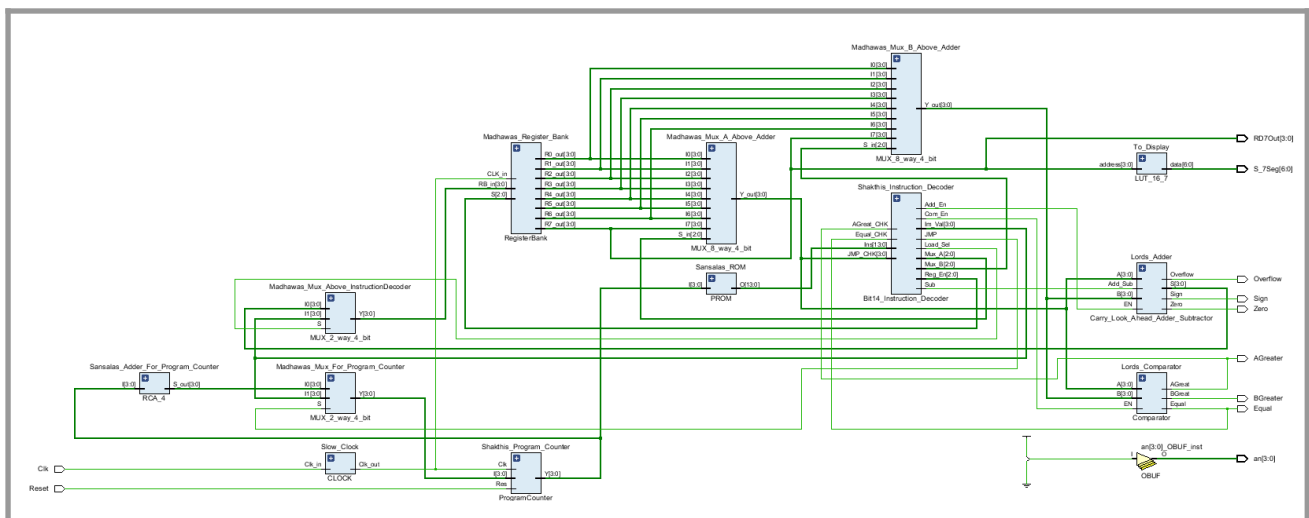 Madhawas_Mux_B_Above_Adder
I0[3:0]
I1[3:0]
I2[3:0]
I3[3:0]
I4[3:0]
I5[3:0]
I6[3:0]
I7[3:0]
S_in[2:0]
Y_out[3:0]
MUX_8_way_4_bit
Madhawas_Register_Bank
CLK_in
RB_in[3:0]
S[2:0]
R0_out[3:0]
R1_out[3:0]
R2_out[3:0]
R3_out[3:0]
R4_out[3:0]
R5_out[3:0]
R6_out[3:0]
R7_out[3:0]
RegisterBank
Madhawas_Mux_A_Above_Adder
I0[3:0]
I1[3:0]
I2[3:0]
I3[3:0]
I4[3:0]
I5[3:0]
I6[3:0]
I7[3:0]
S_in[2:0]
Y_out[3:0]
MUX_8_way_4_bit
RD7Out[3:0]
To_Display
address[3:0]
data[6:0]
LUT_16_7
S_7Seg[6:0]
Shakthis_Instruction_Decoder
AGreat_CHK
Equal_CHK
Ins[13:0]
JMP_CHK[3:0]
Add_En
Com_En
Im_Val[3:0]
JMP
Load_Sel
Mux_A[2:0]
Mux_B[2:0]
Reg_En[2:0]
Sub
Bit14_Instruction_Decoder
Sansalas_ROM
I[3:0]
O[13:0]
PROM
Lords_Adder
A[3:0]
Add_Sub
B[3:0]
EN
Overflow
S[3:0]
Sign
Zero
Carry_Look_Ahead_Adder_Subtractor
Overflow
Sign
Zero
Madhawas_Mux_Above_InstructionDecoder
I0[3:0]
I1[3:0]
S
Y[3:0]
MUX_2_way_4_bit
Sansalas_Adder_For_Program_Counter
I[3:0]
S_out[3:0]
RCA_4
Madhawas_Mux_For_Program_Counter
I0[3:0]
I1[3:0]
S
Y[3:0]
MUX_2_way_4_bit
AGreater
Lords_Comparator
A[3:0]
B[3:0]
EN
AGreat
BGreat
Equal
Comparator
BGreater
Equal
Slow_Clock
Clk_in
Clk_out
CLOCK
Shakthis_Program_Counter
Clk
I[3:0]
Res
Y[3:0]
ProgramCounter
Clk
Reset
an[3:0]_OBUF_inst
I
O
OBUF
an[3:0]